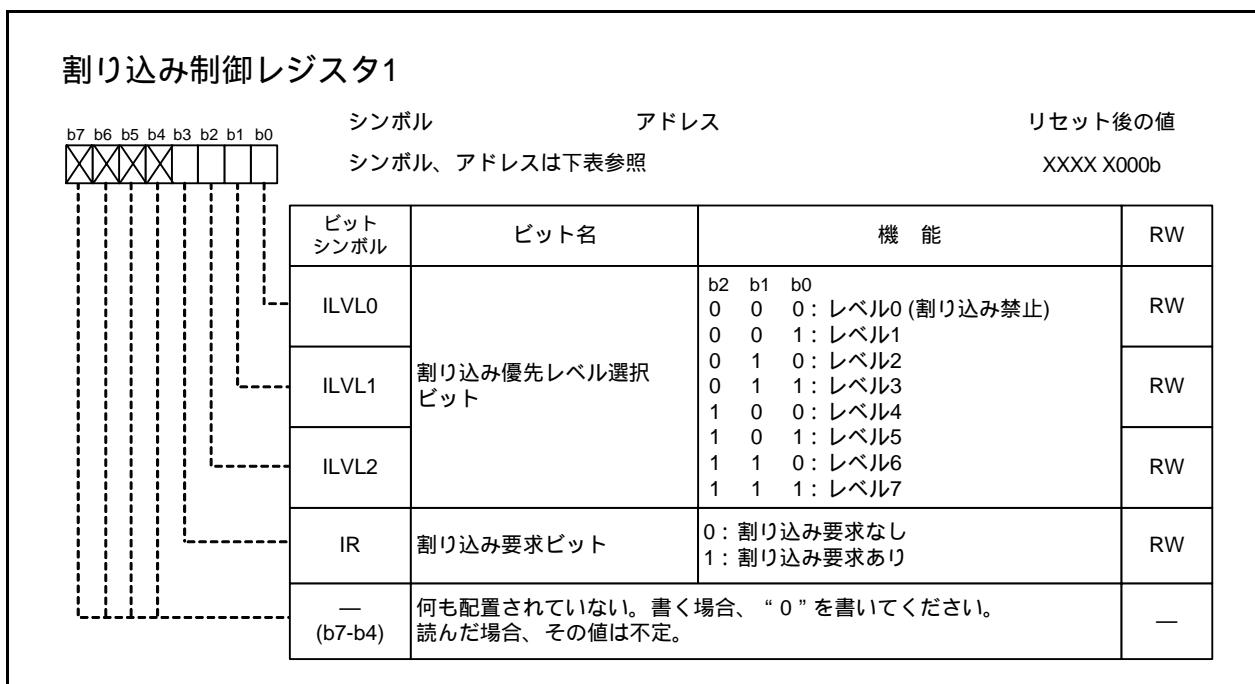 割り込み制御レジスタ1
b7 b6 b5 b4 b3 b2 b1 b0
シンボル アドレス リセット後の値
シンボル、アドレスは下表参照 XXXX X000b
ビット
シンボル
ビット名
機 能
RW
ILVL0
ILVL1
ILVL2
割り込み優先レベル選択
ビット
b2 b1 b0
0 0 0:レベル0 (割り込み禁止)
0 0 1:レベル1
0 1 0:レベル2
0 1 1:レベル3
1 0 0:レベル4
1 0 1:レベル5
1 1 0:レベル6
1 1 1:レベル7
RW
RW
RW
IR
割り込み要求ビット
0:割り込み要求なし
1:割り込み要求あり
RW
—
(b7-b4)
何も配置されていない。書く場合、“0”を書いてください。
読んだ場合、その値は不定。
—